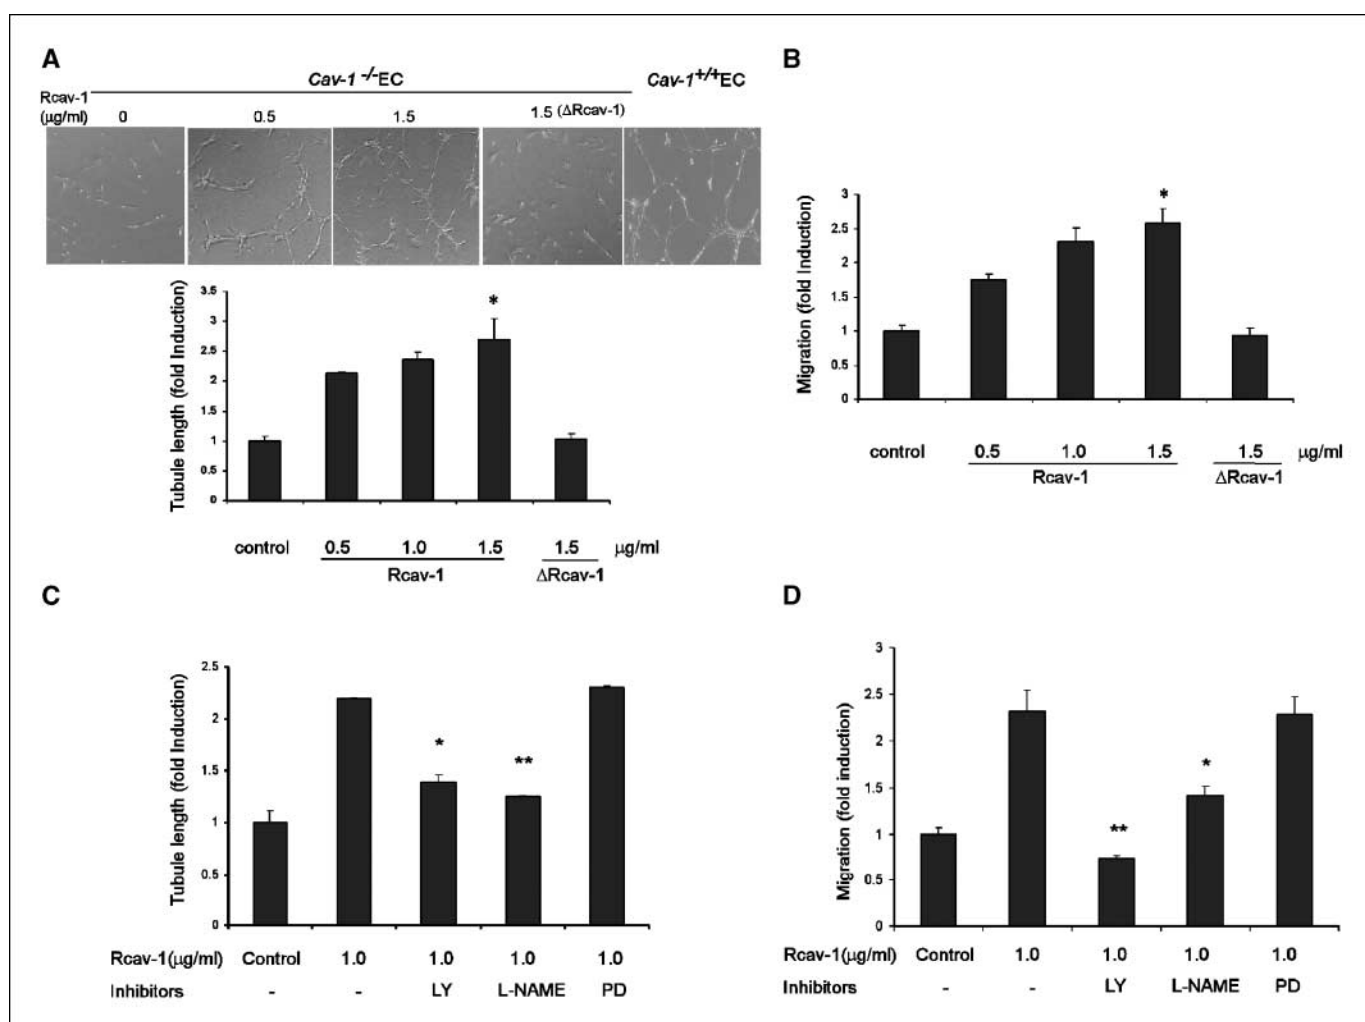 A
Cav-1 -/-EC
Cav-1+/+EC
Rcav-1
(μg/ml)
0
0.5
1.5
1.5 (ΔRcav-1)
Tubule length (fold Induction)
3.5
3
2.5
2
1.5
1
0.5
0
*
control
0.5
1.0
1.5
1.5
μg/ml
Rcav-1
ΔRcav-1
B
Migration (fold Induction)
3
2.5
2
1.5
1
0.5
0
*
control
0.5
1.0
1.5
1.5
μg/ml
Rcav-1
ΔRcav-1
C
Tubule length (fold Induction)
2.5
2
1.5
1
0.5
0
*
**
Rcav-1(μg/ml) Control 1.0 1.0 1.0 1.0
Inhibitors - - LY L-NAME PD
D
Migration (fold induction)
3
2.5
2
1.5
1
0.5
0
**
*
Rcav-1(μg/ml) Control 1.0 1.0 1.0 1.0
Inhibitors - - LY L-NAME PD